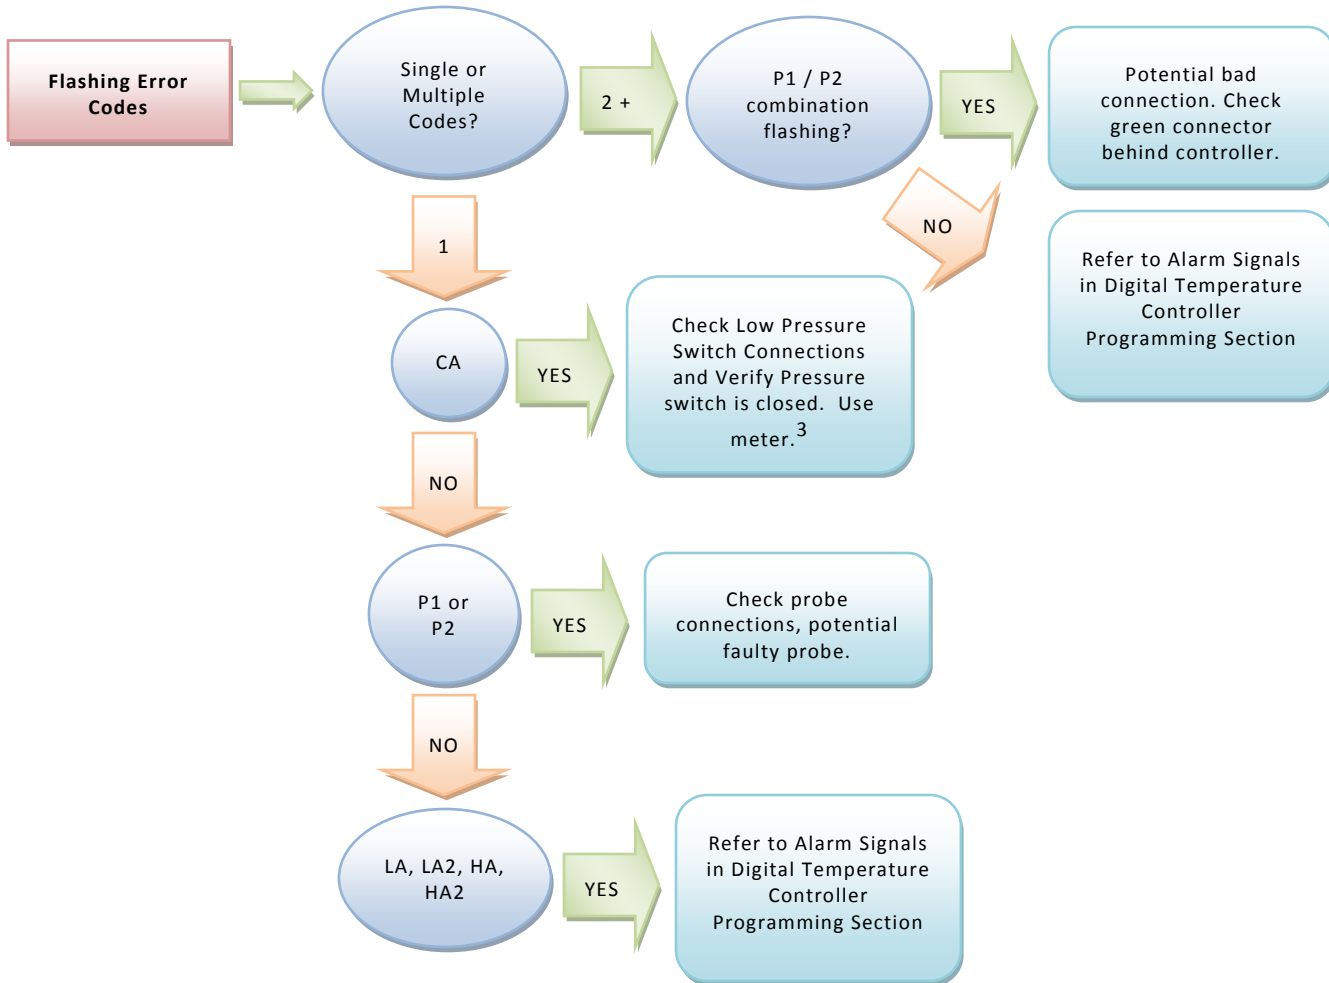 Flashing Error
Codes
Single or
Multiple
Codes?
2 +
P1 / P2
combination
flashing?
YES
Potential bad
connection. Check
green connector
behind controller.
NO
Refer to Alarm Signals
in Digital Temperature
Controller
Programming Section
1
CA
YES
Check Low Pressure
Switch Connections
and Verify Pressure
switch is closed.  Use
meter.3
NO
P1 or
P2
YES
Check probe
connections, potential
faulty probe.
NO
LA, LA2, HA,
HA2
YES
Refer to Alarm Signals
in Digital Temperature
Controller
Programming Section